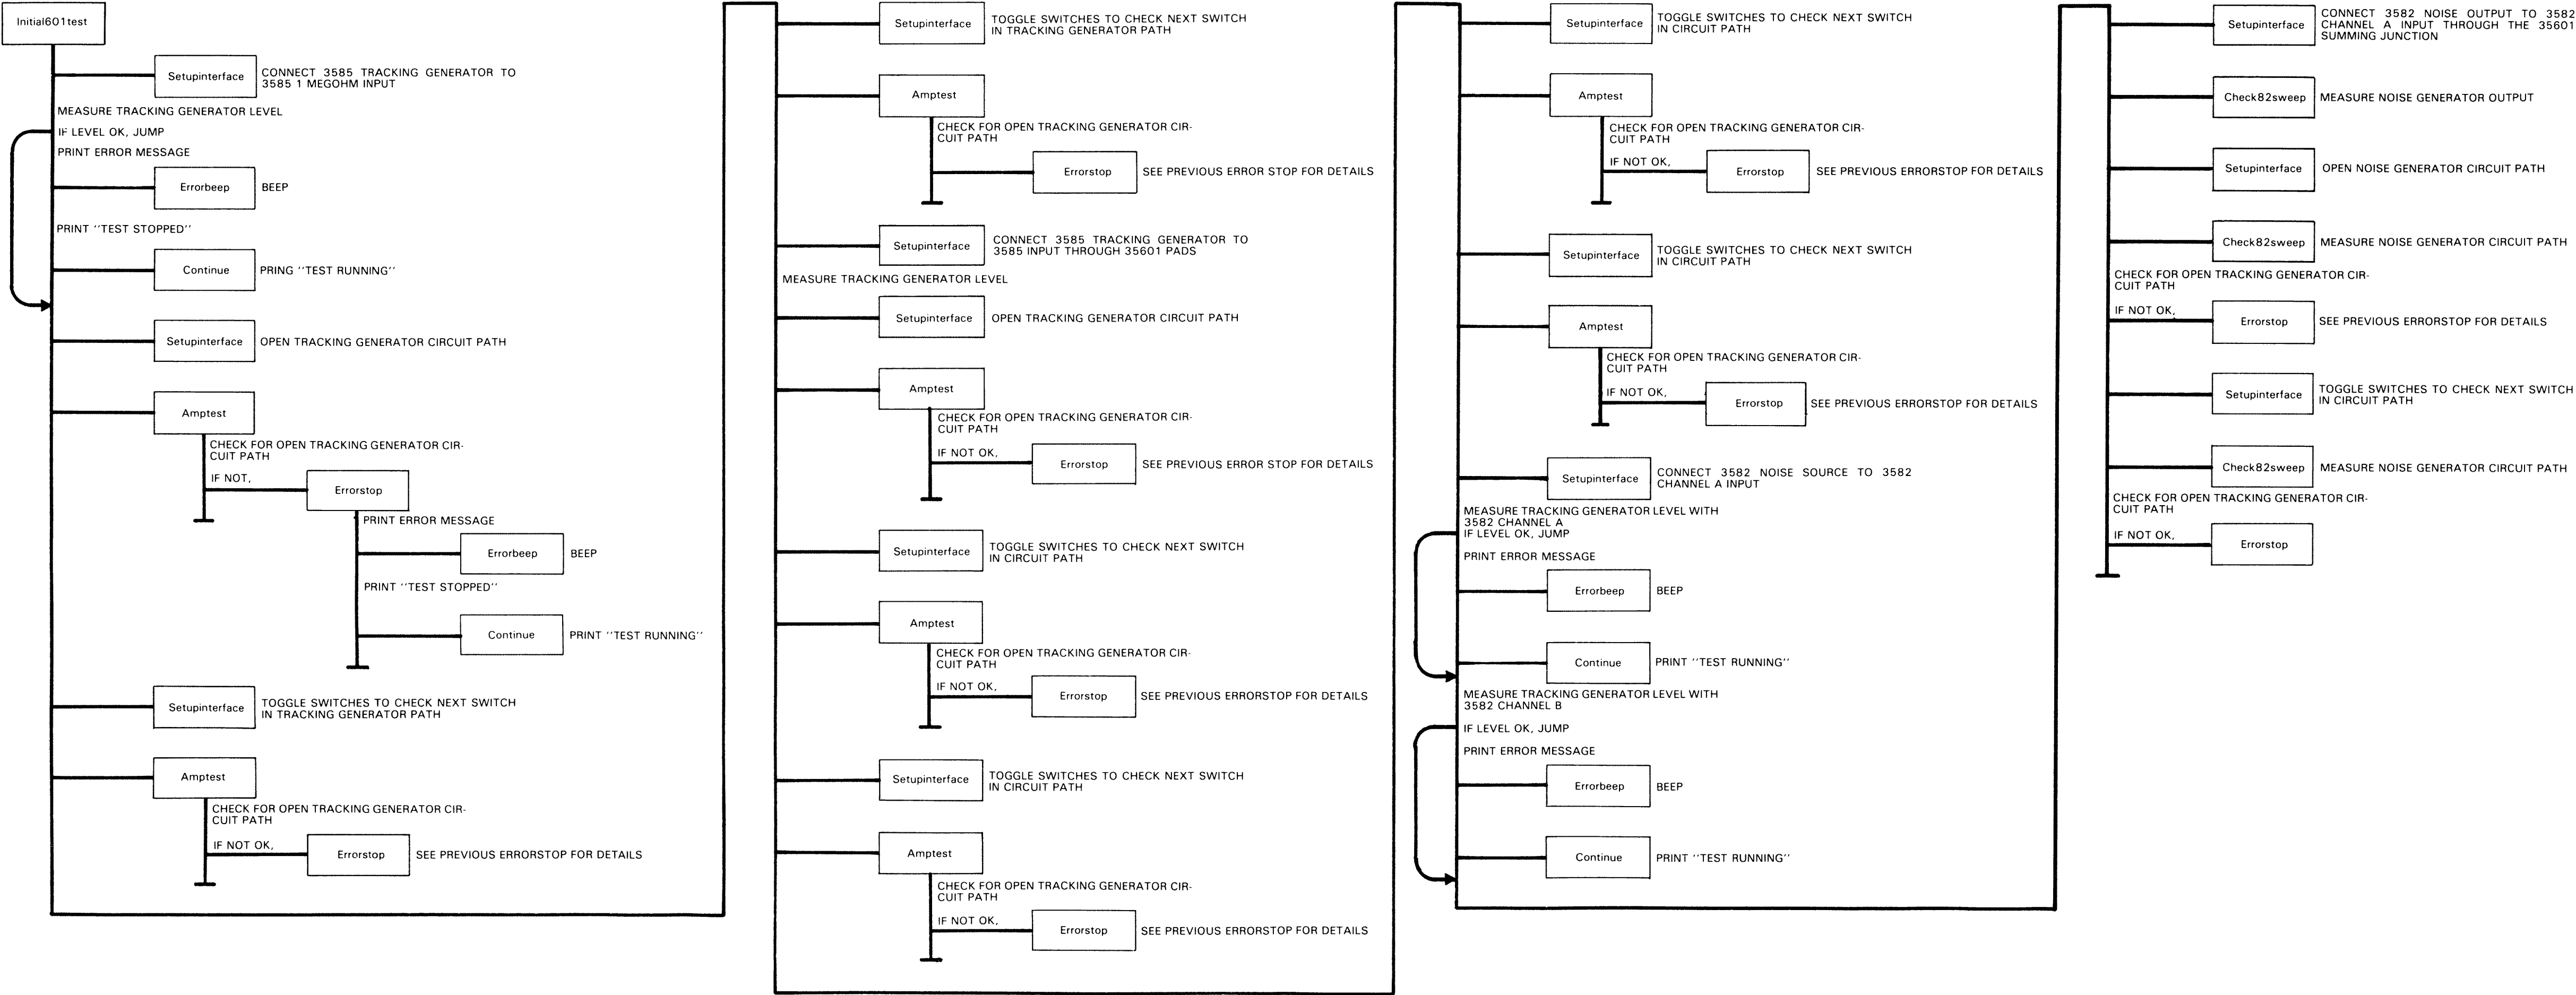 Initial601test
Setupinterface
CONNECT 3585 TRACKING GENERATOR TO
3585 1 MEGOHM INPUT
MEASURE TRACKING GENERATOR LEVEL
IF LEVEL OK, JUMP
PRINT ERROR MESSAGE
Errorbeep
BEEP
PRINT ''TEST STOPPED''
Continue
PRING ''TEST RUNNING''
Setupinterface
OPEN TRACKING GENERATOR CIRCUIT PATH
Amptest
CHECK FOR OPEN TRACKING GENERATOR CIR-
CUIT PATH
IF NOT,
Errorstop
PRINT ERROR MESSAGE
Errorbeep
BEEP
PRINT ''TEST STOPPED''
Continue
PRINT ''TEST RUNNING''
Setupinterface
TOGGLE SWITCHES TO CHECK NEXT SWITCH
IN TRACKING GENERATOR PATH
Amptest
CHECK FOR OPEN TRACKING GENERATOR CIR-
CUIT PATH
IF NOT OK,
Errorstop
SEE PREVIOUS ERRORSTOP FOR DETAILS
Setupinterface
TOGGLE SWITCHES TO CHECK NEXT SWITCH
IN TRACKING GENERATOR PATH
Amptest
CHECK FOR OPEN TRACKING GENERATOR CIR-
CUIT PATH
Errorstop
SEE PREVIOUS ERROR STOP FOR DETAILS
Setupinterface
CONNECT 3585 TRACKING GENERATOR TO
3585 INPUT THROUGH 35601 PADS
MEASURE TRACKING GENERATOR LEVEL
Setupinterface
OPEN TRACKING GENERATOR CIRCUIT PATH
Amptest
CHECK FOR OPEN TRACKING GENERATOR CIR-
CUIT PATH
IF NOT OK,
Errorstop
SEE PREVIOUS ERROR STOP FOR DETAILS
Setupinterface
TOGGLE SWITCHES TO CHECK NEXT SWITCH
IN CIRCUIT PATH
Amptest
CHECK FOR OPEN TRACKING GENERATOR CIR-
CUIT PATH
IF NOT OK,
Errorstop
SEE PREVIOUS ERRORSTOP FOR DETAILS
Setupinterface
TOGGLE SWITCHES TO CHECK NEXT SWITCH
IN CIRCUIT PATH
Amptest
CHECK FOR OPEN TRACKING GENERATOR CIR-
CUIT PATH
IF NOT OK,
Errorstop
SEE PREVIOUS ERRORSTOP FOR DETAILS
Setupinterface
TOGGLE SWITCHES TO CHECK NEXT SWITCH
IN CIRCUIT PATH
Amptest
CHECK FOR OPEN TRACKING GENERATOR CIR-
CUIT PATH
IF NOT OK,
Errorstop
SEE PREVIOUS ERRORSTOP FOR DETAILS
Setupinterface
TOGGLE SWITCHES TO CHECK NEXT SWITCH
IN CIRCUIT PATH
Amptest
CHECK FOR OPEN TRACKING GENERATOR CIR-
CUIT PATH
IF NOT OK,
Errorstop
SEE PREVIOUS ERRORSTOP FOR DETAILS
Setupinterface
CONNECT 3582 NOISE SOURCE TO 3582
CHANNEL A INPUT
MEASURE TRACKING GENERATOR LEVEL WITH
3582 CHANNEL A
IF LEVEL OK, JUMP
PRINT ERROR MESSAGE
Errorbeep
BEEP
Continue
PRINT ''TEST RUNNING''
MEASURE TRACKING GENERATOR LEVEL WITH
3582 CHANNEL B
IF LEVEL OK, JUMP
PRINT ERROR MESSAGE
Errorbeep
BEEP
Continue
PRINT ''TEST RUNNING''
Setupinterface
CONNECT 3582 NOISE OUTPUT TO 3582
CHANNEL A INPUT THROUGH THE 35601
SUMMING JUNCTION
Check82sweep
MEASURE NOISE GENERATOR OUTPUT
Setupinterface
OPEN NOISE GENERATOR CIRCUIT PATH
Check82sweep
MEASURE NOISE GENERATOR CIRCUIT PATH
CHECK FOR OPEN TRACKING GENERATOR CIR-
CUIT PATH
IF NOT OK,
Errorstop
SEE PREVIOUS ERRORSTOP FOR DETAILS
Setupinterface
TOGGLE SWITCHES TO CHECK NEXT SWITCH
IN CIRCUIT PATH
Check82sweep
MEASURE NOISE GENERATOR CIRCUIT PATH
CHECK FOR OPEN TRACKING GENERATOR CIR-
CUIT PATH
IF NOT OK,
Errorstop